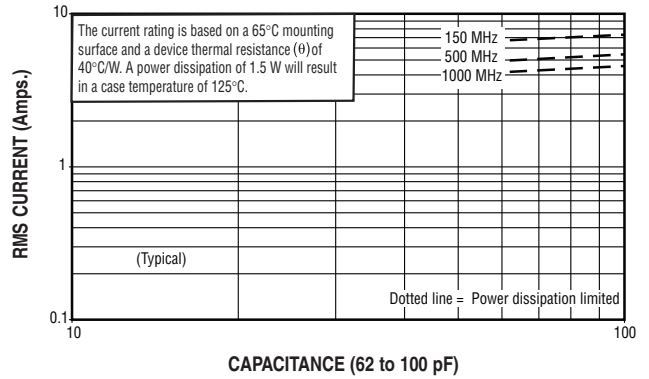 10
The current rating is based on a 65°C mounting
surface and a device thermal resistance (θ) of
40°C/W. A power dissipation of 1.5 W will result
in a case temperature of 125°C.
150 MHz
500 MHz
1000 MHz
RMS CURRENT (Amps.)
1
(Typical)
Dotted line = Power dissipation limited
0.1
10
100
CAPACITANCE (62 to 100 pF)